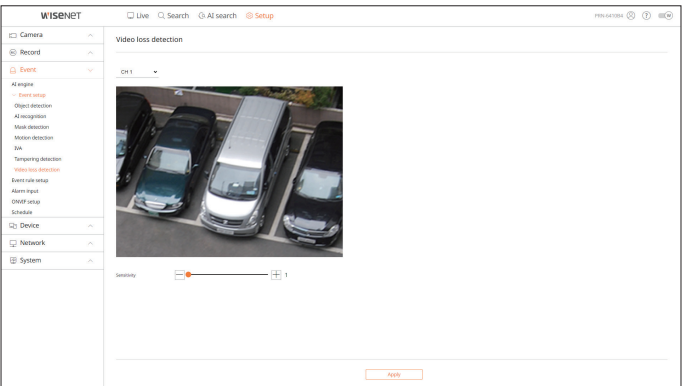 WISENET
Live Search AI search Setup
PRN-6410B4
Camera
Record
Event
AI engine
Event setup
Object detection
AI recognition
Mask detection
Motion detection
IVA
Tampering detection
Video loss detection
Event rule setup
Alarm input
ONVIF setup
Schedule
Device
Network
System
Video loss detection
CH 1
Sensitivity
1
Apply